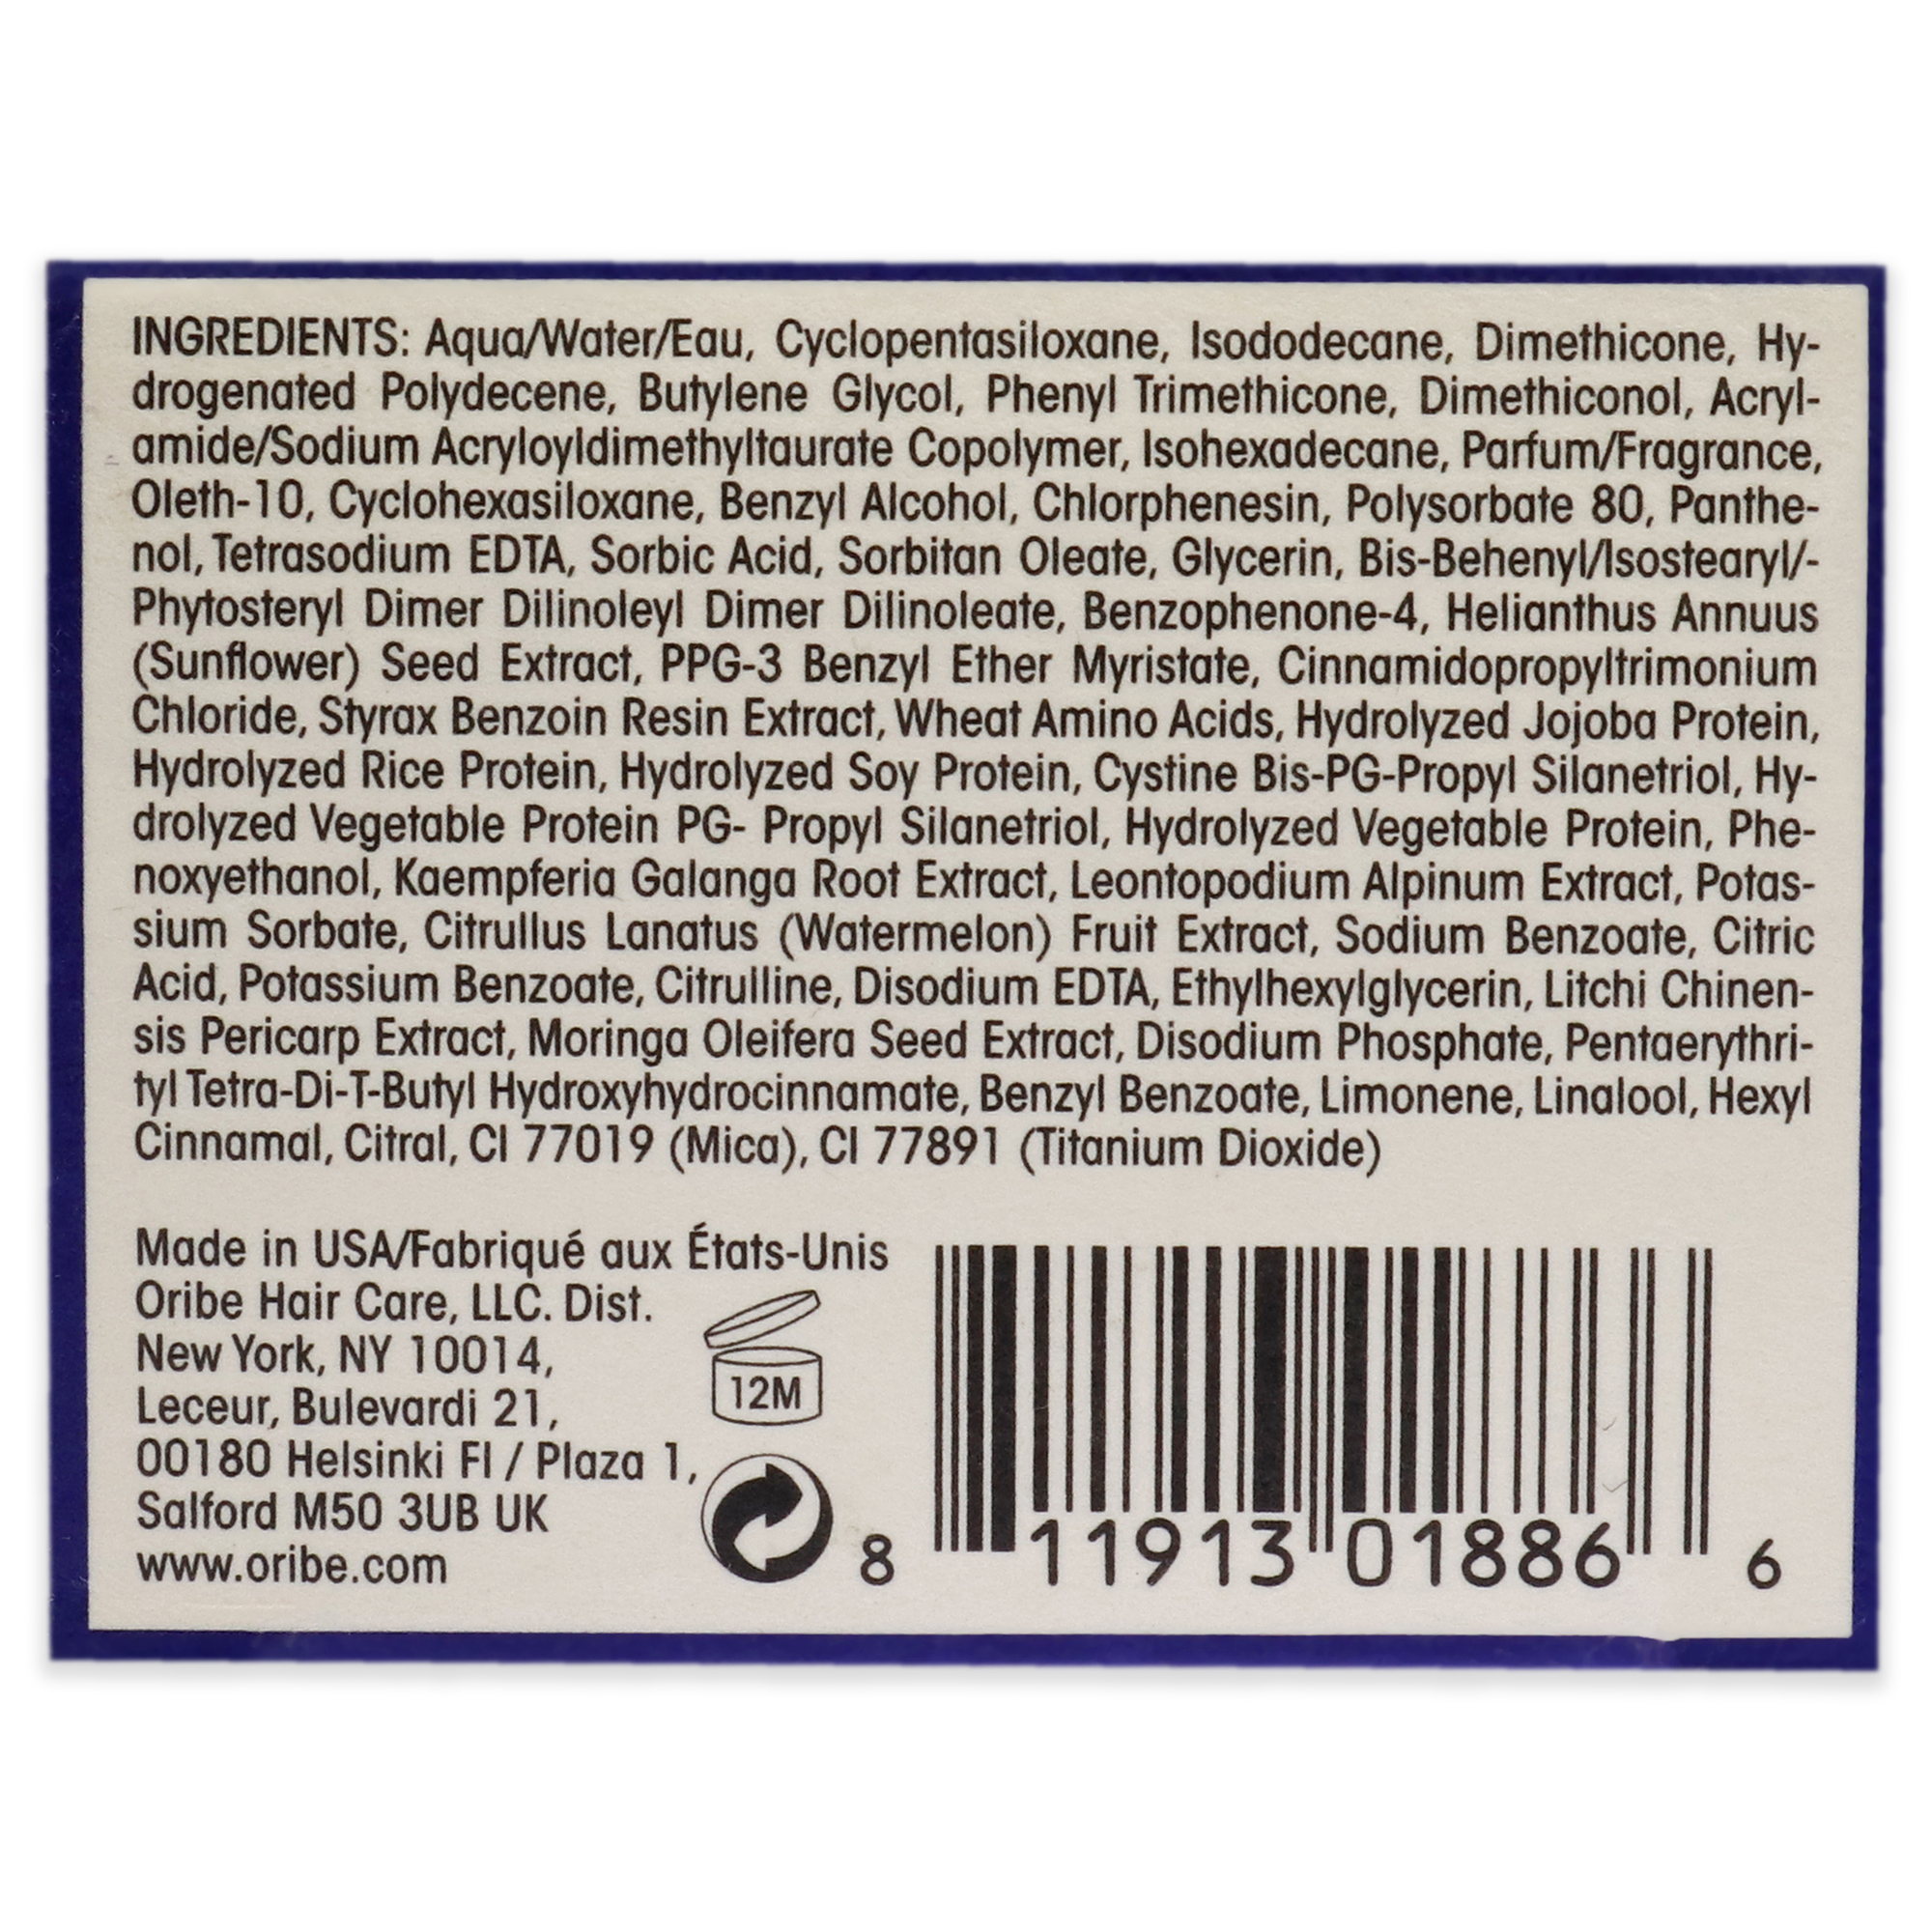 INGREDIENTS: Aqua/Water/Eau, Cyclopentasiloxane, Isododecane, Dimethicone, Hy-
drogenated Polydecene, Butylene Glycol, Phenyl Trimethicone, Dimethiconol, Acryl-
amide/Sodium Acryloyldimethyltaurate Copolymer, Isohexadecane, Parfum/Fragrance,
Oleth-10, Cyclohexasiloxane, Benzyl Alcohol, Chlorphenesin, Polysorbate 80, Panthe-
nol, Tetrasodium EDTA, Sorbic Acid, Sorbitan Oleate, Glycerin, Bis-Behenyl/Isostearyl/-
Phytosteryl Dimer Dilinoleyl Dimer Dilinoleate, Benzophenone-4, Helianthus Annuus
(Sunflower) Seed Extract, PPG-3 Benzyl Ether Myristate, Cinnamidopropyltrimonium
Chloride, Styrax Benzoin Resin Extract, Wheat Amino Acids, Hydrolyzed Jojoba Protein,
Hydrolyzed Rice Protein, Hydrolyzed Soy Protein, Cystine Bis-PG-Propyl Silanetriol, Hy-
drolyzed Vegetable Protein PG- Propyl Silanetriol, Hydrolyzed Vegetable Protein, Phe-
noxyethanol, Kaempferia Galanga Root Extract, Leontopodium Alpinum Extract, Potas-
sium Sorbate, Citrullus Lanatus (Watermelon) Fruit Extract, Sodium Benzoate, Citric
Acid, Potassium Benzoate, Citrulline, Disodium EDTA, Ethylhexylglycerin, Litchi Chinen-
sis Pericarp Extract, Moringa Oleifera Seed Extract, Disodium Phosphate, Pentaerythri-
tyl Tetra-Di-T-Butyl Hydroxyhydrocinnamate, Benzyl Benzoate, Limonene, Linalool, Hexyl
Cinnamal, Citral, CI 77019 (Mica), CI 77891 (Titanium Dioxide)
Made in USA/Fabriqué aux États-Unis
Oribe Hair Care, LLC. Dist.
New York, NY 10014,
Leceur, Bulevardi 21,
00180 Helsinki FI / Plaza 1,
Salford M50 3UB UK
www.oribe.com
12M
8 11913 01886 6